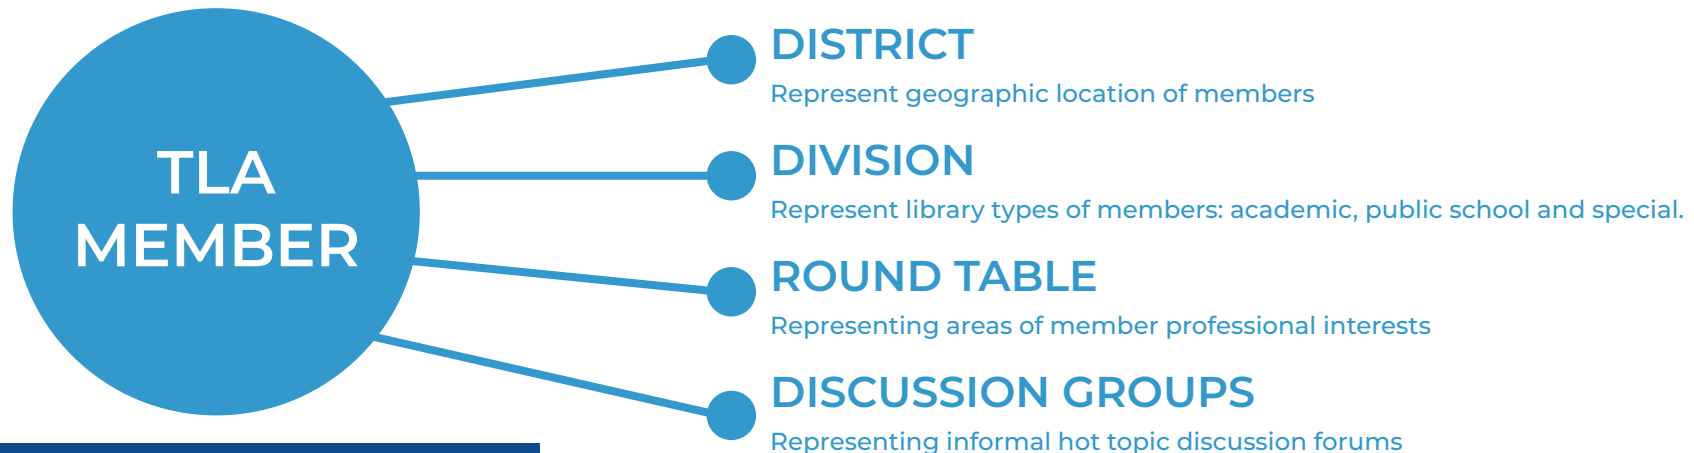 TLA
MEMBER
DISTRICT
Represent geographic location of members
DIVISION
Represent library types of members: academic, public school and special.
ROUND TABLE
Representing areas of member professional interests
DISCUSSION GROUPS
Representing informal hot topic discussion forums